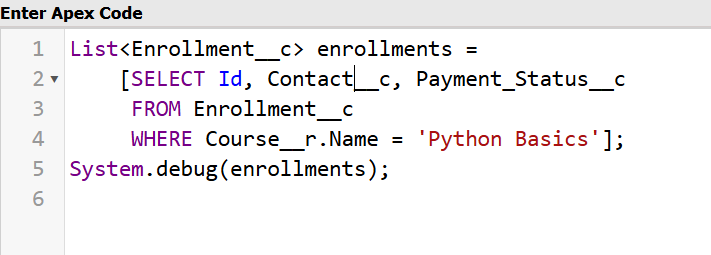 Enter Apex Code
1 List<Enrollment__c> enrollments =
2 [SELECT Id, Contact__c, Payment_Status__c
3 FROM Enrollment__c
4 WHERE Course__r.Name = 'Python Basics'];
5 System.debug(enrollments);
6